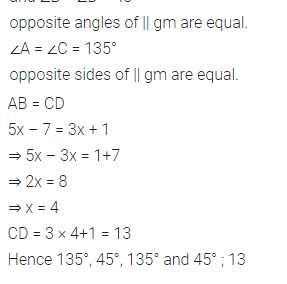 opposite angles of || gm are equal.
∠A = ∠C = 135°
opposite sides of || gm are equal.
AB = CD
5x – 7 = 3x + 1
⇒ 5x – 3x = 1+7
⇒ 2x = 8
⇒ x = 4
CD = 3 × 4+1 = 13
Hence 135°, 45°, 135° and 45° ; 13